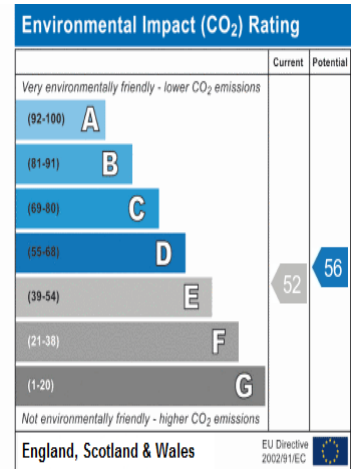 Environmental Impact (CO₂) Rating
Current Potential
Very environmentally friendly - lower CO₂ emissions
(92-100) A
(81-91) B
(69-80) C
(55-68) D
(39-54) E
(21-38) F
(1-20) G
52
56
Not environmentally friendly - higher CO₂ emissions
England, Scotland & Wales
EU Directive
2002/91/EC